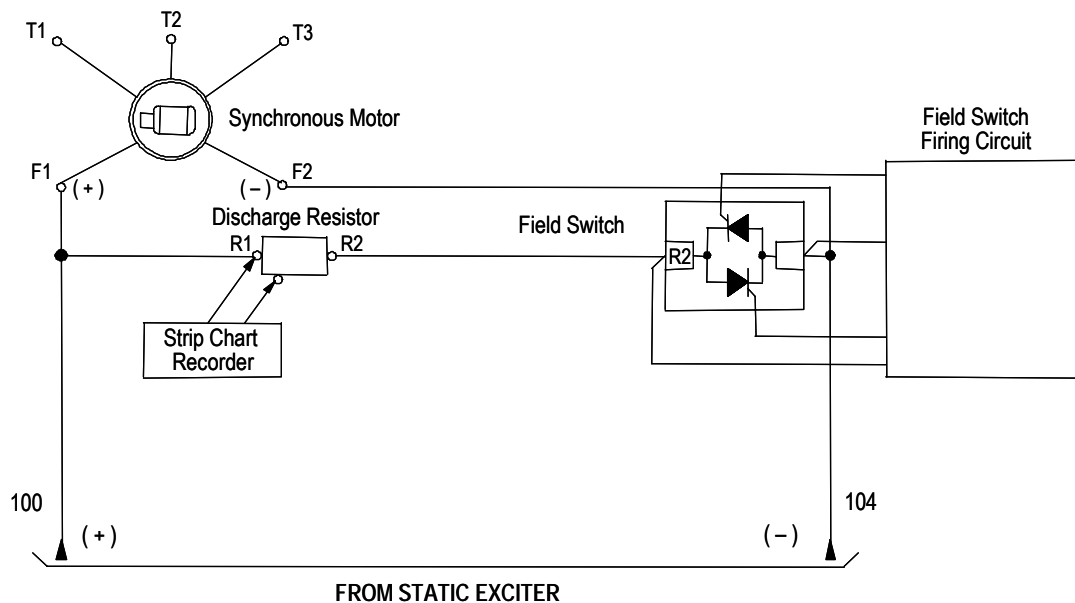 T1
T2
T3
Synchronous Motor
Field Switch
Firing Circuit
F1
(+)
(−)
F2
Discharge Resistor
Field Switch
R1
R2
R2
Strip Chart
Recorder
100
(+)
(−)
104
FROM STATIC EXCITER